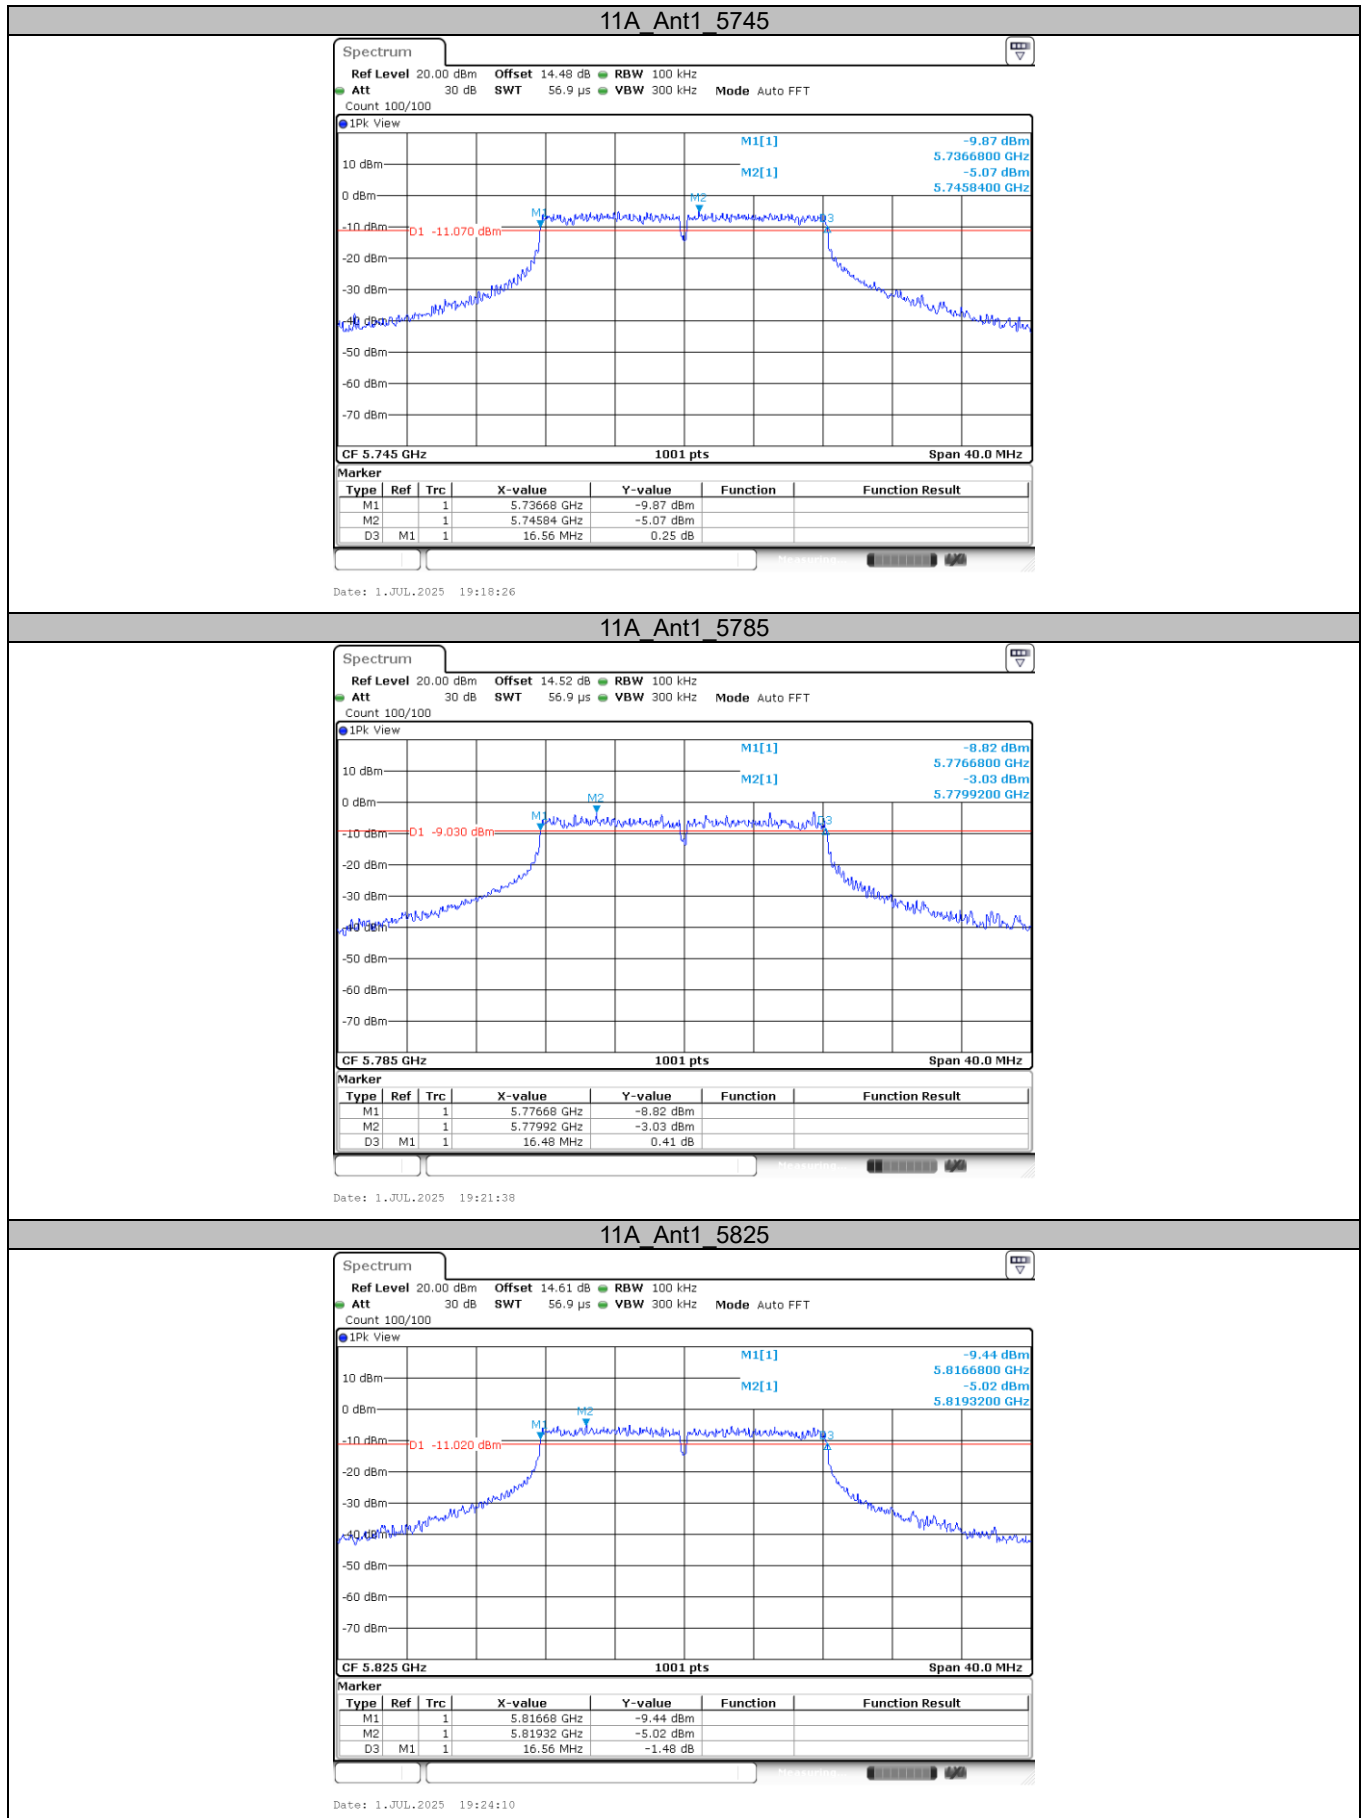 11A_Ant1_5745
Spectrum
Ref Level 20.00 dBm Offset 14.48 dB RBW 100 kHz
Att 30 dB SWT 56.9 µs VBW 300 kHz Mode Auto FFT
Count 100/100
1Pk View
M1[1] -9.87 dBm
5.7366800 GHz
10 dBm
M2[1] -5.07 dBm
5.7458400 GHz
0 dBm
M2
M1
D3
-10 dBm
D1 -11.070 dBm
-20 dBm
-30 dBm
-40 dBm
-50 dBm
-60 dBm
-70 dBm
CF 5.745 GHz 1001 pts Span 40.0 MHz
Marker
Type Ref Trc X-value Y-value Function Function Result
M1 1 5.73668 GHz -9.87 dBm
M2 1 5.74584 GHz -5.07 dBm
D3 M1 1 16.56 MHz 0.25 dB
Measuring...
Date: 1.JUL.2025 19:18:26
11A_Ant1_5785
Spectrum
Ref Level 20.00 dBm Offset 14.52 dB RBW 100 kHz
Att 30 dB SWT 56.9 µs VBW 300 kHz Mode Auto FFT
Count 100/100
1Pk View
M1[1] -8.82 dBm
5.7766800 GHz
10 dBm
M2[1] -3.03 dBm
5.7799200 GHz
0 dBm
M2
M1
D3
-10 dBm
D1 -9.030 dBm
-20 dBm
-30 dBm
-40 dBm
-50 dBm
-60 dBm
-70 dBm
CF 5.785 GHz 1001 pts Span 40.0 MHz
Marker
Type Ref Trc X-value Y-value Function Function Result
M1 1 5.77668 GHz -8.82 dBm
M2 1 5.77992 GHz -3.03 dBm
D3 M1 1 16.48 MHz 0.41 dB
Measuring...
Date: 1.JUL.2025 19:21:38
11A_Ant1_5825
Spectrum
Ref Level 20.00 dBm Offset 14.61 dB RBW 100 kHz
Att 30 dB SWT 56.9 µs VBW 300 kHz Mode Auto FFT
Count 100/100
1Pk View
M1[1] -9.44 dBm
5.8166800 GHz
10 dBm
M2[1] -5.02 dBm
5.8193200 GHz
0 dBm
M2
M1
D3
-10 dBm
D1 -11.020 dBm
-20 dBm
-30 dBm
-40 dBm
-50 dBm
-60 dBm
-70 dBm
CF 5.825 GHz 1001 pts Span 40.0 MHz
Marker
Type Ref Trc X-value Y-value Function Function Result
M1 1 5.81668 GHz -9.44 dBm
M2 1 5.81932 GHz -5.02 dBm
D3 M1 1 16.56 MHz -1.48 dB
Measuring...
Date: 1.JUL.2025 19:24:10